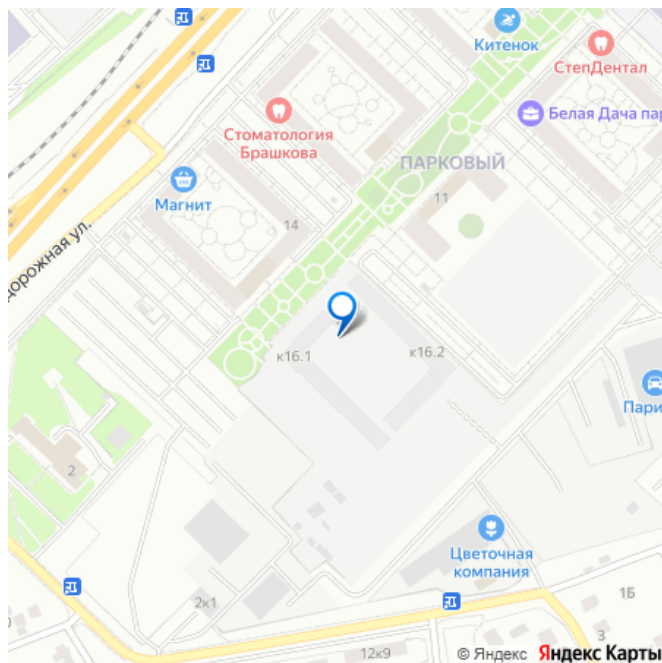 Китенок
СтепДентал
Белая Дача пар
Стоматология
Брашкова
ПАРКОВЫЙ
Магнит
11
14
дорожная ул.
к16.1
к16.2
Пари
2
Цветочная
компания
1Б
2к1
3
12к9
© Яндекс Яндекс Карты